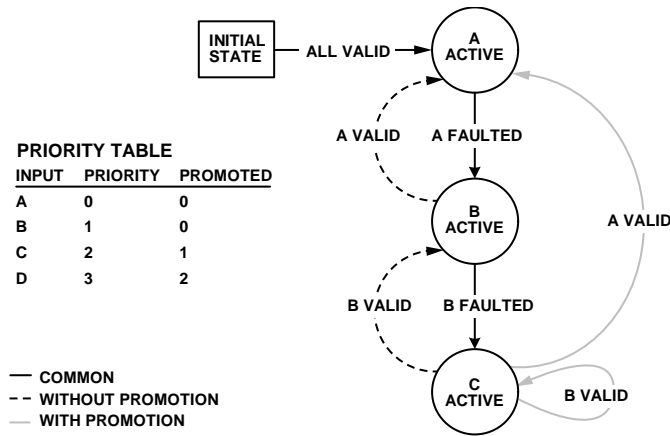 INITIAL
STATE
ALL VALID
A
ACTIVE
A VALID
A FAULTED
PRIORITY TABLE
INPUT PRIORITY PROMOTED
A 0 0
B 1 0
C 2 1
D 3 2
B
ACTIVE
A VALID
B VALID
B FAULTED
COMMON
WITHOUT PROMOTION
WITH PROMOTION
C
ACTIVE
B VALID